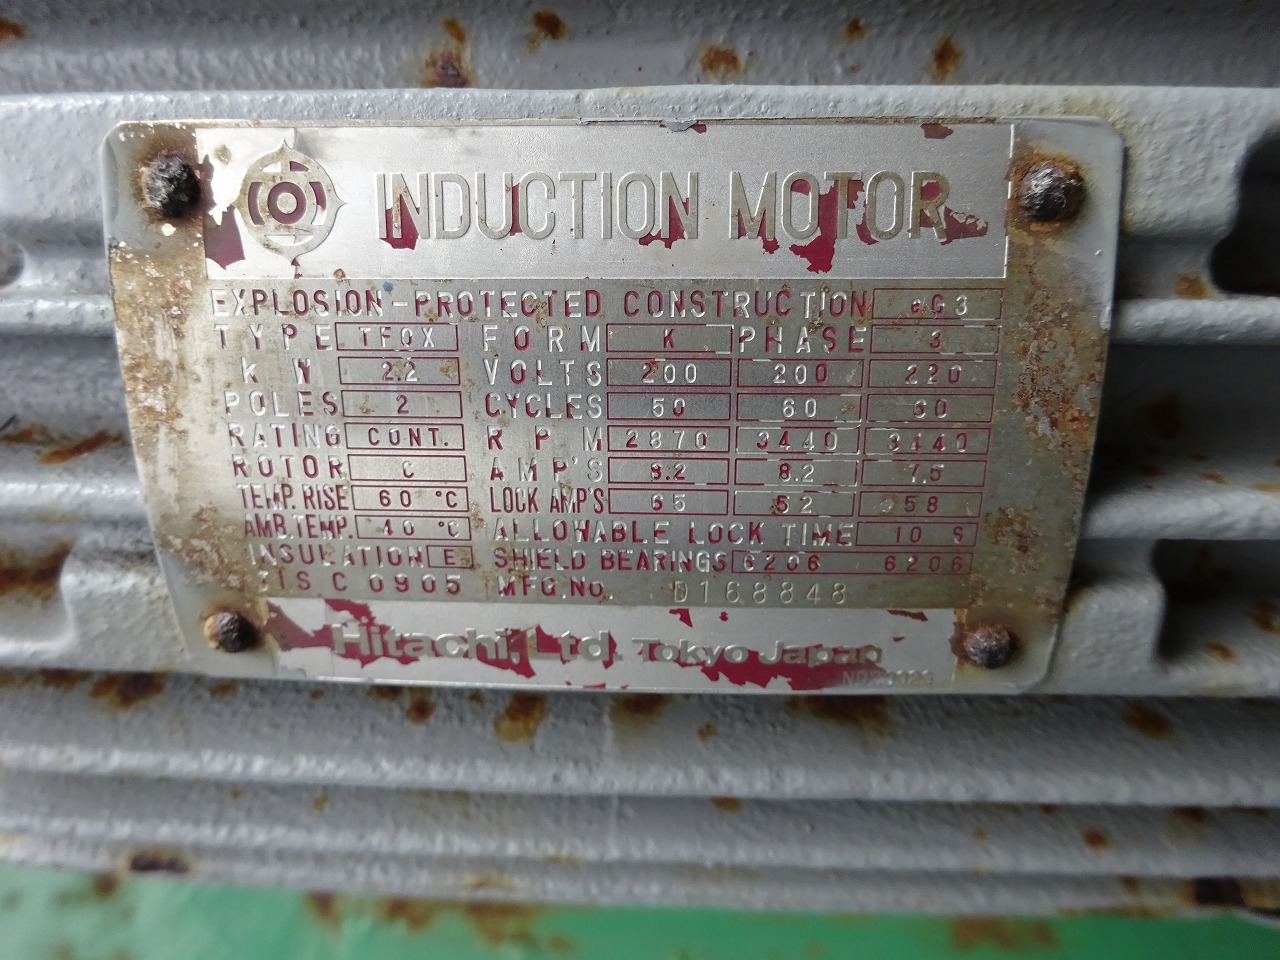 INDUCTION MOTOR
EXPLOSION-PROTECTED CONSTRUCTION eG3
TYPE TFOX FORM K PHASE 3
KW 2.2 VOLTS 200 200 220
POLES 2 CYCLES 50 60 60
RATING CONT. RPM 2870 3440 3440
ROTOR C AMP'S 8.2 8.2 7.5
TEMP. RISE 60 °C LOCK AMP'S 65 52 58
AMB. TEMP. 40 °C ALLOWABLE LOCK TIME 10 S
INSULATION E SHIELD BEARINGS 6206 6206
JIS C 0905 MFG. NO. D168848
Hitachi, Ltd. Tokyo Japan